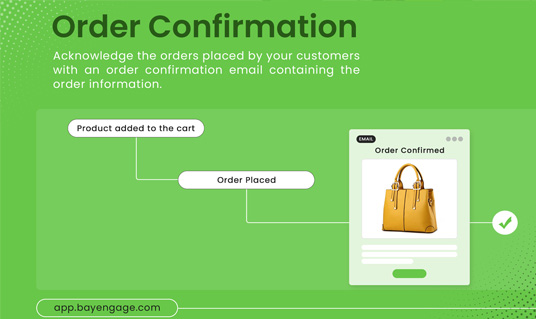 Order Confirmation
Acknowledge the orders placed by your customers
with an order confirmation email containing the
order information.
Product added to the cart
Order Placed
EMAIL
Order Confirmed
app.bayengage.com